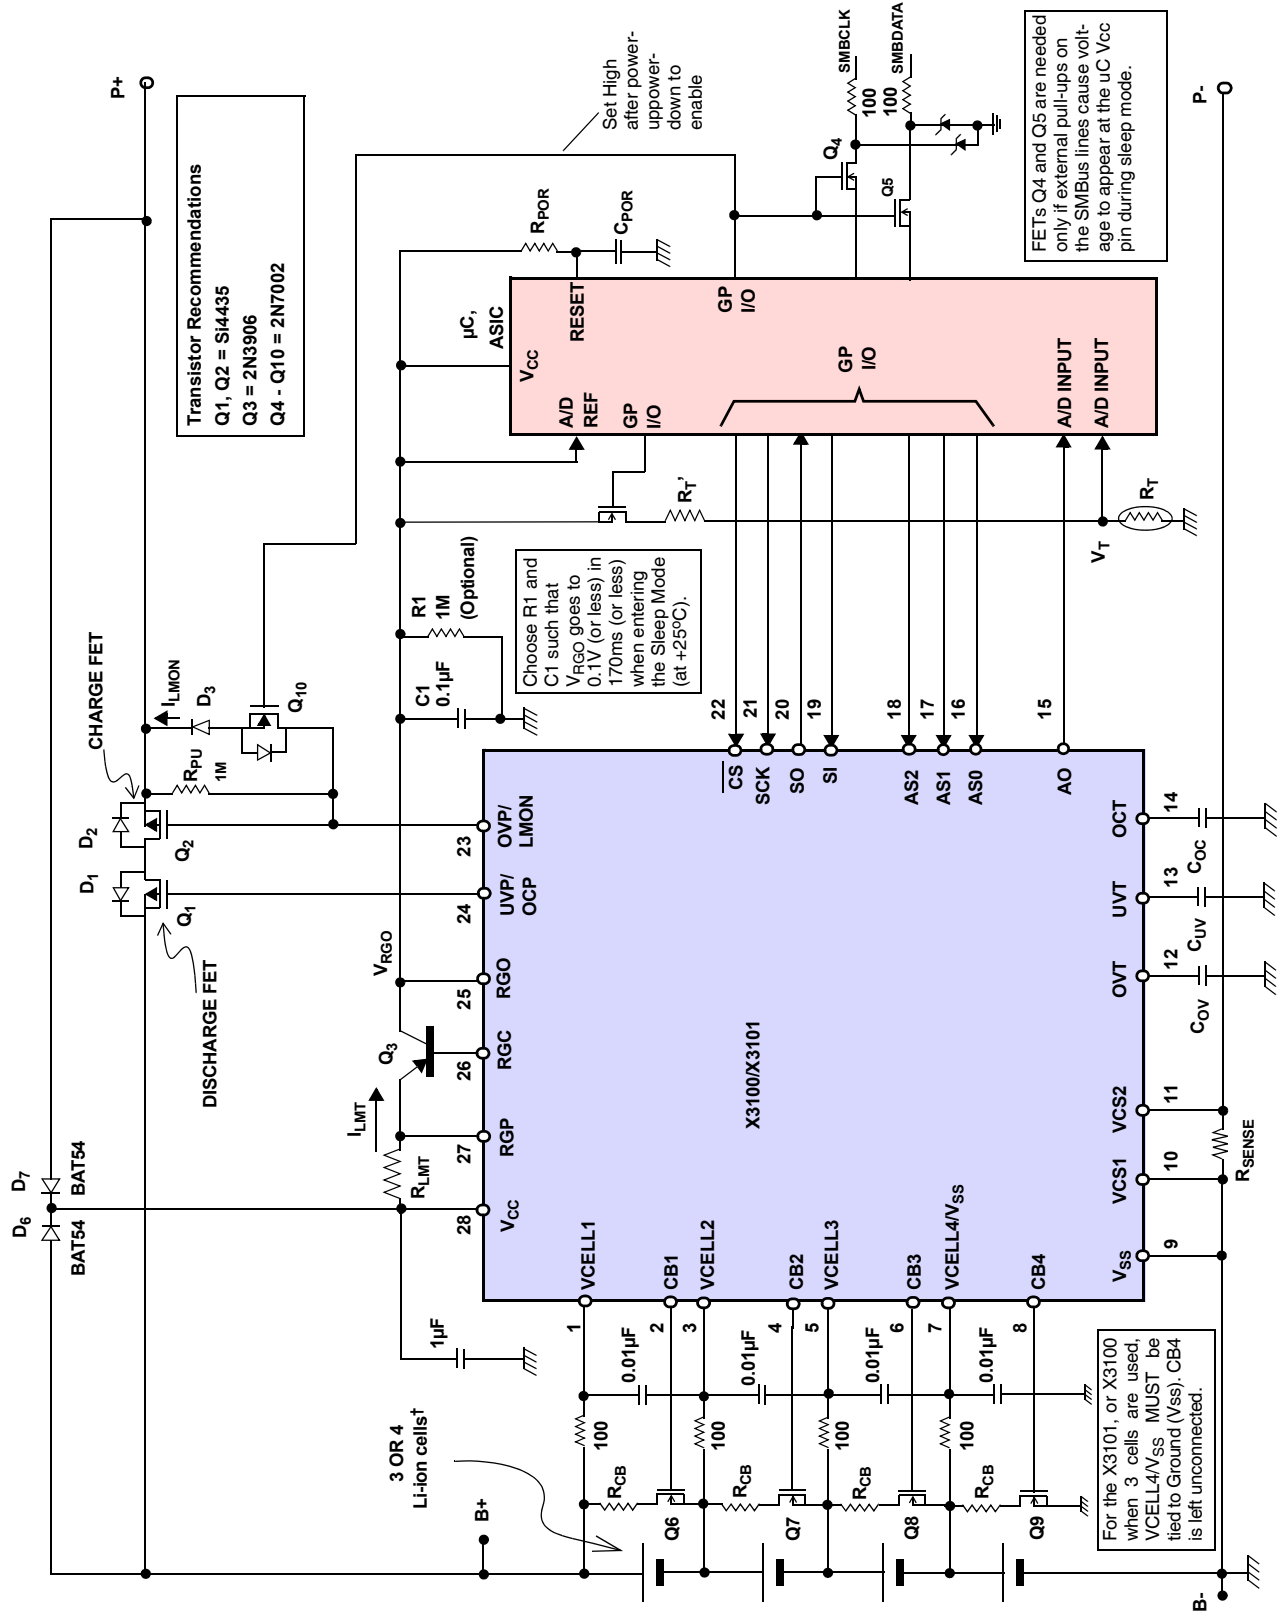 P+
Transistor Recommendations
Q1, Q2 = Si4435
Q3 = 2N3906
Q4 - Q10 = 2N7002
Set High
after power-
uppower-
down to
enable
SMBCLK
SMBDATA
100
100
Q4
Q5
FETs Q4 and Q5 are needed
only if external pull-ups on
the SMBus lines cause volt-
age to appear at the uC Vcc
pin during sleep mode.
P-
RPOR
CPOR
µC,
ASIC
VCC
RESET
A/D
REF
GP
I/O
GP
I/O
GP
I/O
A/D INPUT
A/D INPUT
RT’
RT
VT
R1
1M
(Optional)
C1
0.1µF
Choose R1 and
C1 such that
VRGO goes to
0.1V (or less) in
170ms (or less)
when entering
the Sleep Mode
(at +25ºC).
CHARGE FET
ILMON
D3
Q10
RPU
1M
D2
Q2
D1
Q1
DISCHARGE FET
VRGO
Q3
ILMT
RLMT
D7
BAT54
D6
BAT54
1µF
28
VCC
27
RGP
26
RGC
25
RGO
24
UVP/
OCP
23
OVP/
LMON
22
CS
21
SCK
20
SO
19
SI
18
AS2
17
AS1
16
AS0
15
AO
14
OCT
COC
13
UVT
CUV
12
OVT
COV
11
VCS2
10
VCS1
9
VSS
RSENSE
X3100/X3101
1
VCELL1
2
CB1
3
VCELL2
4
CB2
5
VCELL3
6
CB3
7
VCELL4/VSS
8
CB4
0.01µF
0.01µF
0.01µF
0.01µF
100
100
100
100
RCB
RCB
RCB
RCB
Q6
Q7
Q8
Q9
3 OR 4
Li-ion cells†
B+
B-
For the X3101, or X3100
when 3 cells are used,
VCELL4/VSS MUST be
tied to Ground (Vss). CB4
is left unconnected.